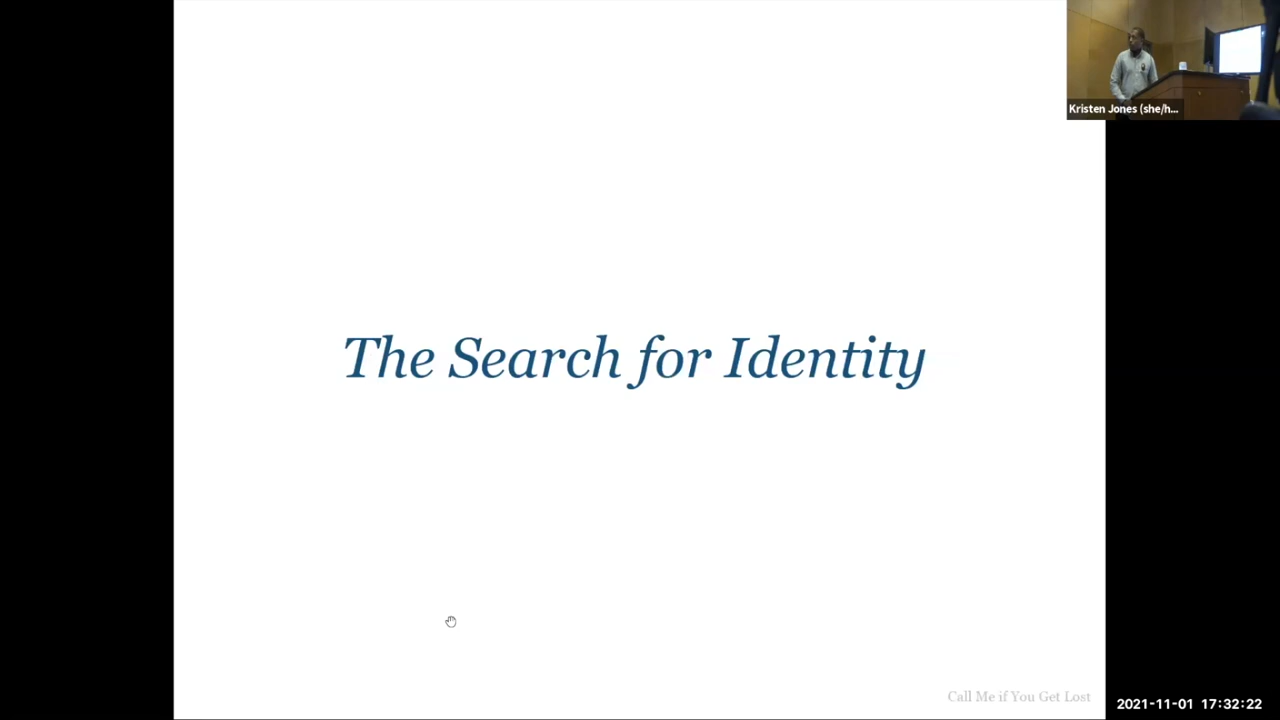 Kristen Jones (she/h...
The Search for Identity
Call Me if You Get Lost
2021-11-01 17:32:22